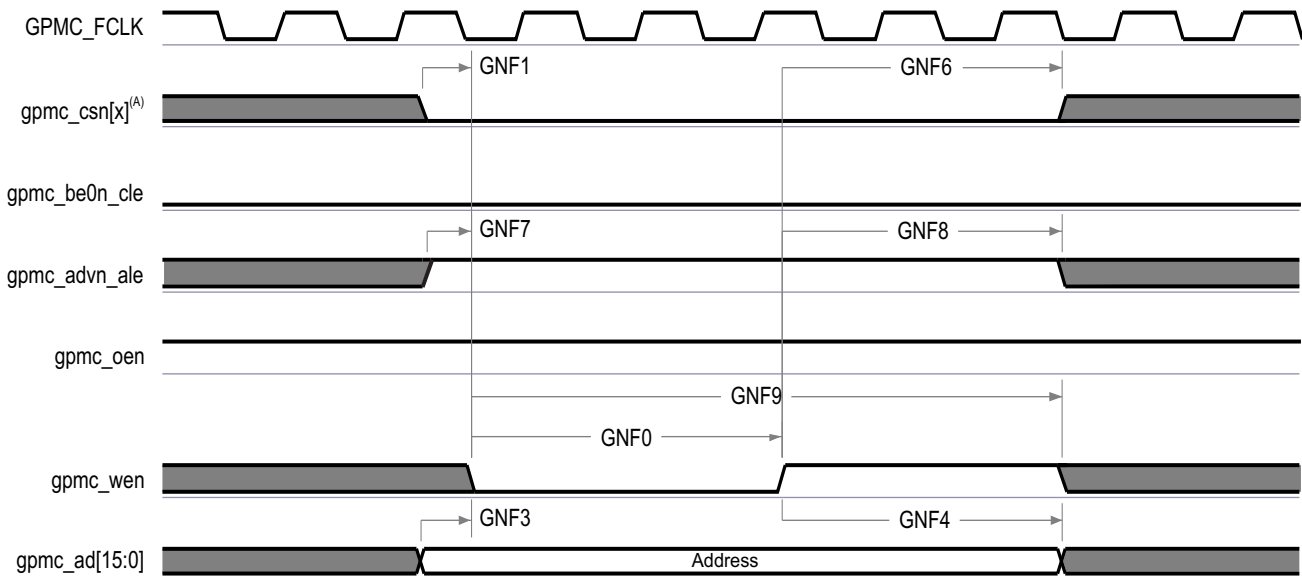 GPMC_FCLK
GNF1
GNF6
gpmc_csn[x](A)
gpmc_be0n_cle
GNF7
GNF8
gpmc_advn_ale
gpmc_oen
GNF9
GNF0
gpmc_wen
GNF3
GNF4
gpmc_ad[15:0]
Address